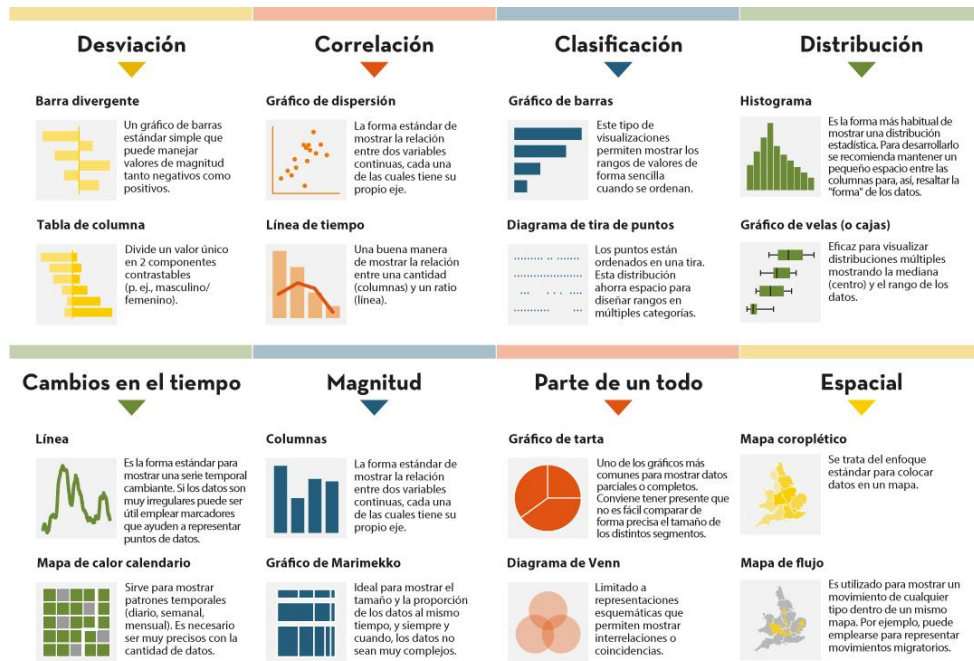 Desviación
Barra divergente
Un gráfico de barras
estándar simple que
puede manejar
valores de magnitud
tanto negativos como
positivos.
Tabla de columna
Divide un valor único
en 2 componentes
contrastables
(p. ej., masculino/
femenino).
Correlación
Gráfico de dispersión
La forma estándar de
mostrar la relación
entre dos variables
continuas, cada una
de las cuales tiene su
propio eje.
Línea de tiempo
Una buena manera
de mostrar la relación
entre una cantidad
(columnas) y un ratio
(línea).
Clasificación
Gráfico de barras
Este tipo de
visualizaciones
permiten mostrar los
rangos de valores de
forma sencilla
cuando se ordenan.
Diagrama de tira de puntos
Los puntos están
ordenados en una tira.
Esta distribución
ahorra espacio para
diseñar rangos en
múltiples categorías.
Distribución
Histograma
Es la forma más habitual de
mostrar una distribución
estadística. Para desarrollarlo
se recomienda mantener un
pequeño espacio entre las
columnas para, así, resaltar la
"forma" de los datos.
Gráfico de velas (o cajas)
Eficaz para visualizar
distribuciones múltiples
mostrando la mediana
(centro) y el rango de los
datos.
Cambios en el tiempo
Línea
Es la forma estándar para
mostrar una serie temporal
cambiante. Si los datos son
muy irregulares puede ser
útil emplear marcadores
que ayuden a representar
puntos de datos.
Mapa de calor calendario
Sirve para mostrar
patrones temporales
(diario, semanal,
mensual). Es necesario
ser muy precisos con la
cantidad de datos.
Magnitud
Columnas
La forma estándar de
mostrar la relación
entre dos variables
continuas, cada una
de las cuales tiene su
propio eje.
Gráfico de Marimekko
Ideal para mostrar el
tamaño y la proporción
de los datos al mismo
tiempo, y siempre y
cuando, los datos no
sean muy complejos.
Parte de un todo
Gráfico de tarta
Uno de los gráficos más
comunes para mostrar datos
parciales o completos.
Conviene tener presente que
no es fácil comparar de
forma precisa el tamaño de
los distintos segmentos.
Diagrama de Venn
Limitado a
representaciones
esquemáticas que
permiten mostrar
interrelaciones o
coincidencias.
Espacial
Mapa coroplético
Se trata del enfoque
estándar para colocar
datos en un mapa.
Mapa de flujo
Es utilizado para mostrar un
movimiento de cualquier
tipo dentro de un mismo
mapa. Por ejemplo, puede
emplearse para representar
movimientos migratorios.